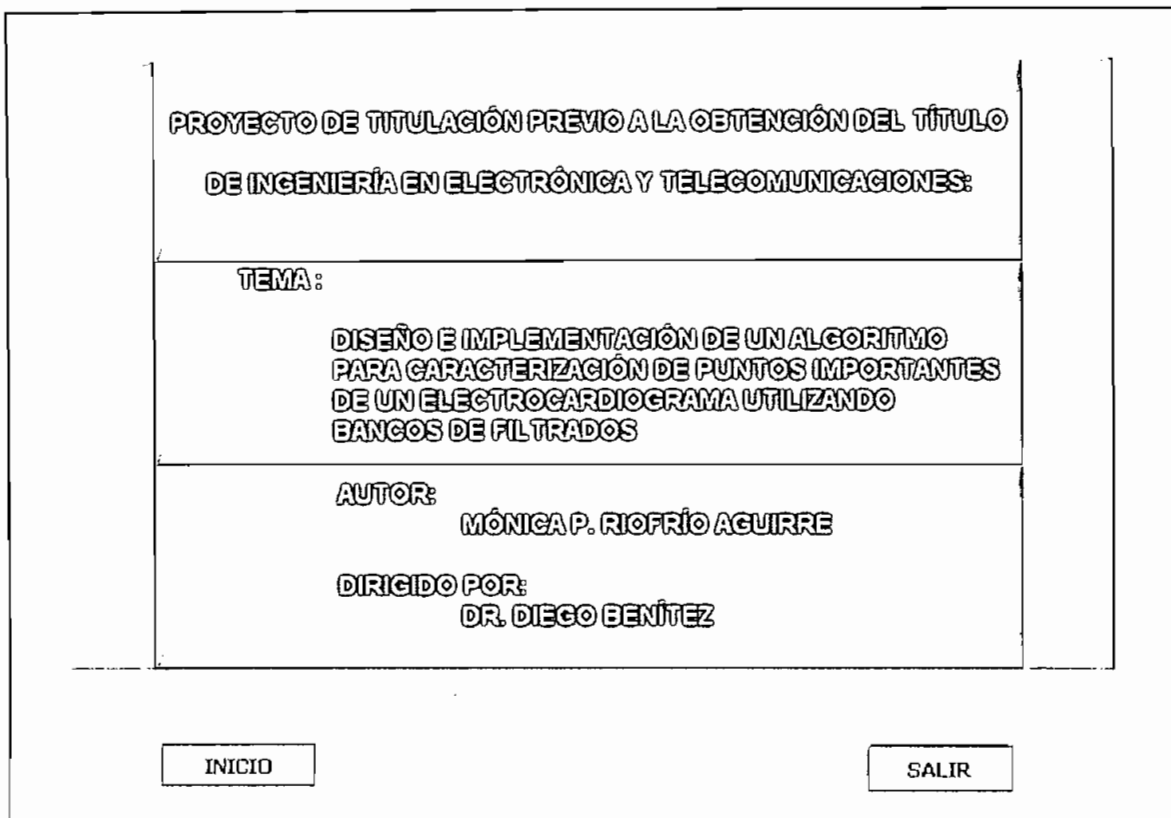 PROYECTO DE TITULACIÓN PREVIO A LA OBTENCIÓN DEL TÍTULO
DE INGENIERÍA EN ELECTRÓNICA Y TELECOMUNICACIONES:
TEMA :
DISEÑO E IMPLEMENTACIÓN DE UN ALGORITMO
PARA CARACTERIZACIÓN DE PUNTOS IMPORTANTES
DE UN ELECTROCARDIOGRAMA UTILIZANDO
BANCOS DE FILTRADOS
AUTOR:
MÓNICA P. RIOFRÍO AGUIRRE
DIRIGIDO POR:
DR. DIEGO BENÍTEZ
INICIO
SALIR